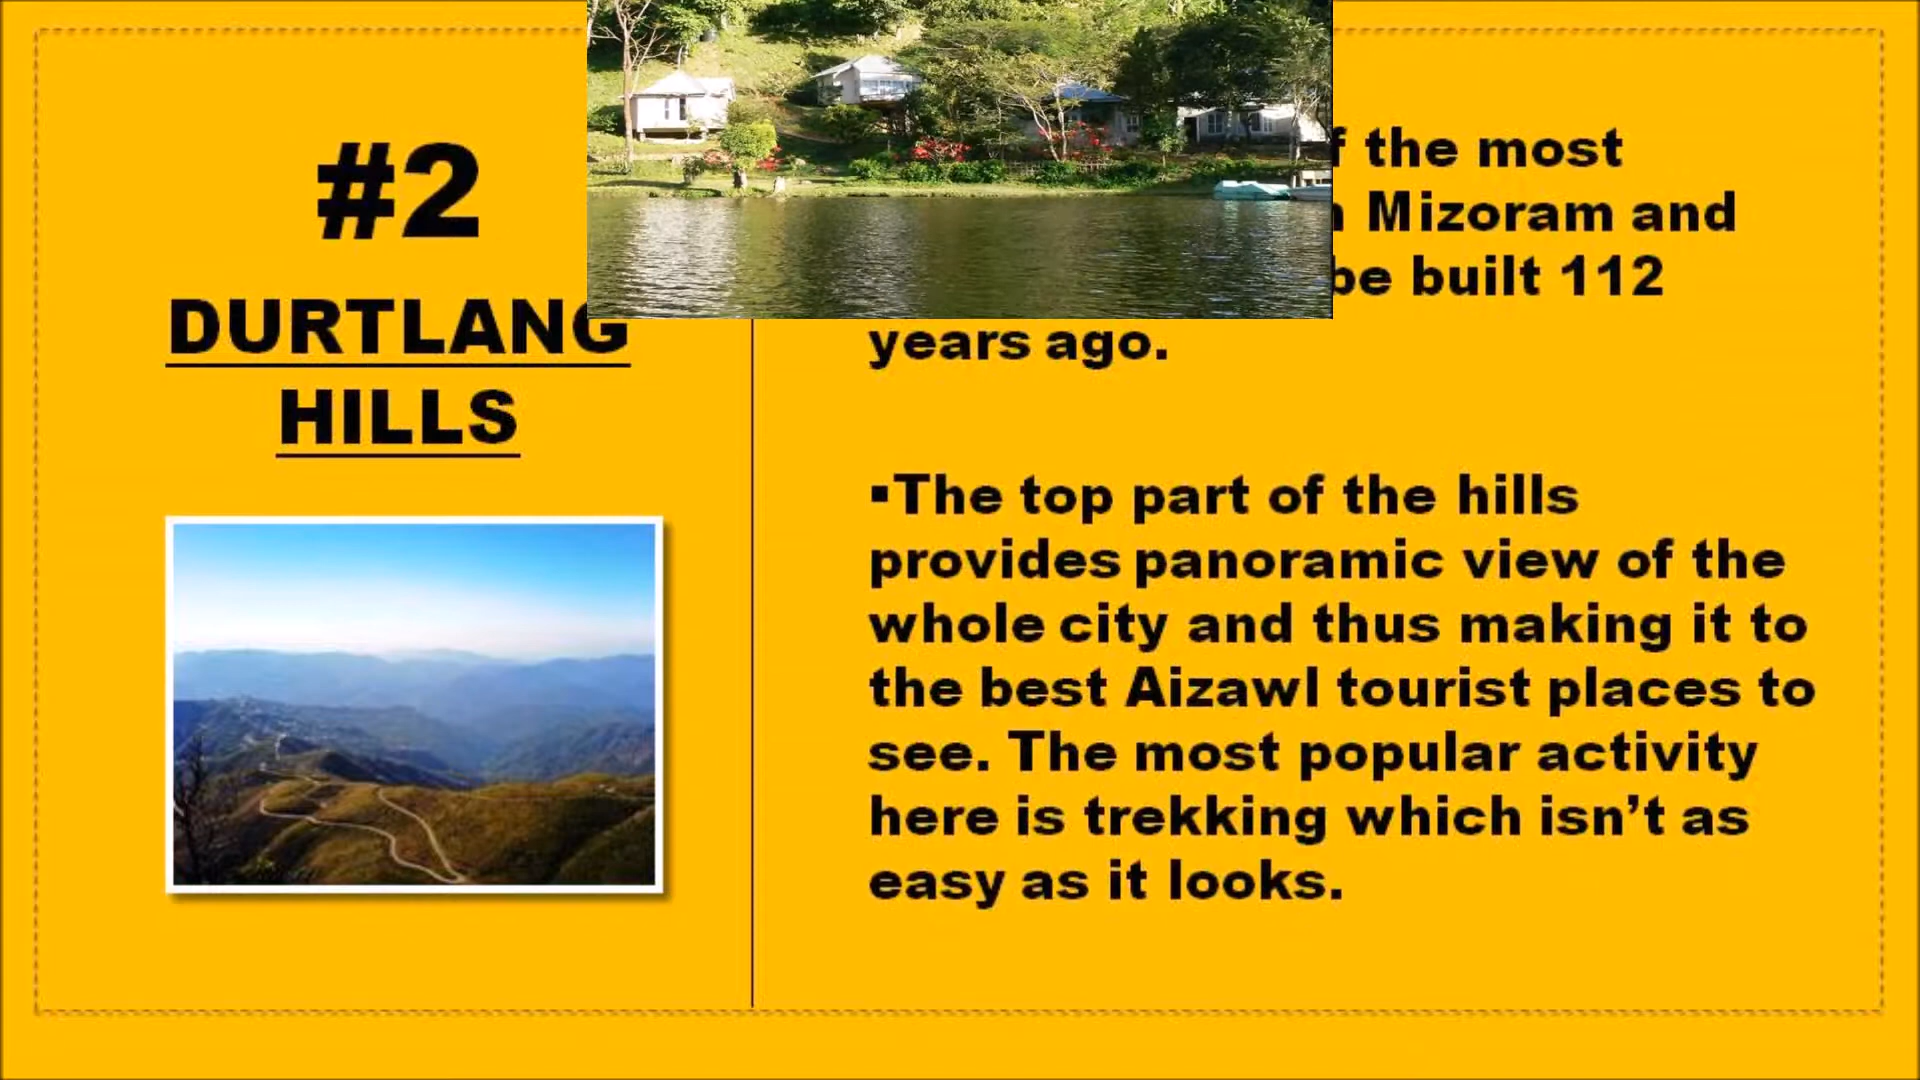 #2
DURTLANG
HILLS
the most
Mizoram and
be built 112
years ago.
▪The top part of the hills
provides panoramic view of the
whole city and thus making it to
the best Aizawl tourist places to
see. The most popular activity
here is trekking which isn’t as
easy as it looks.